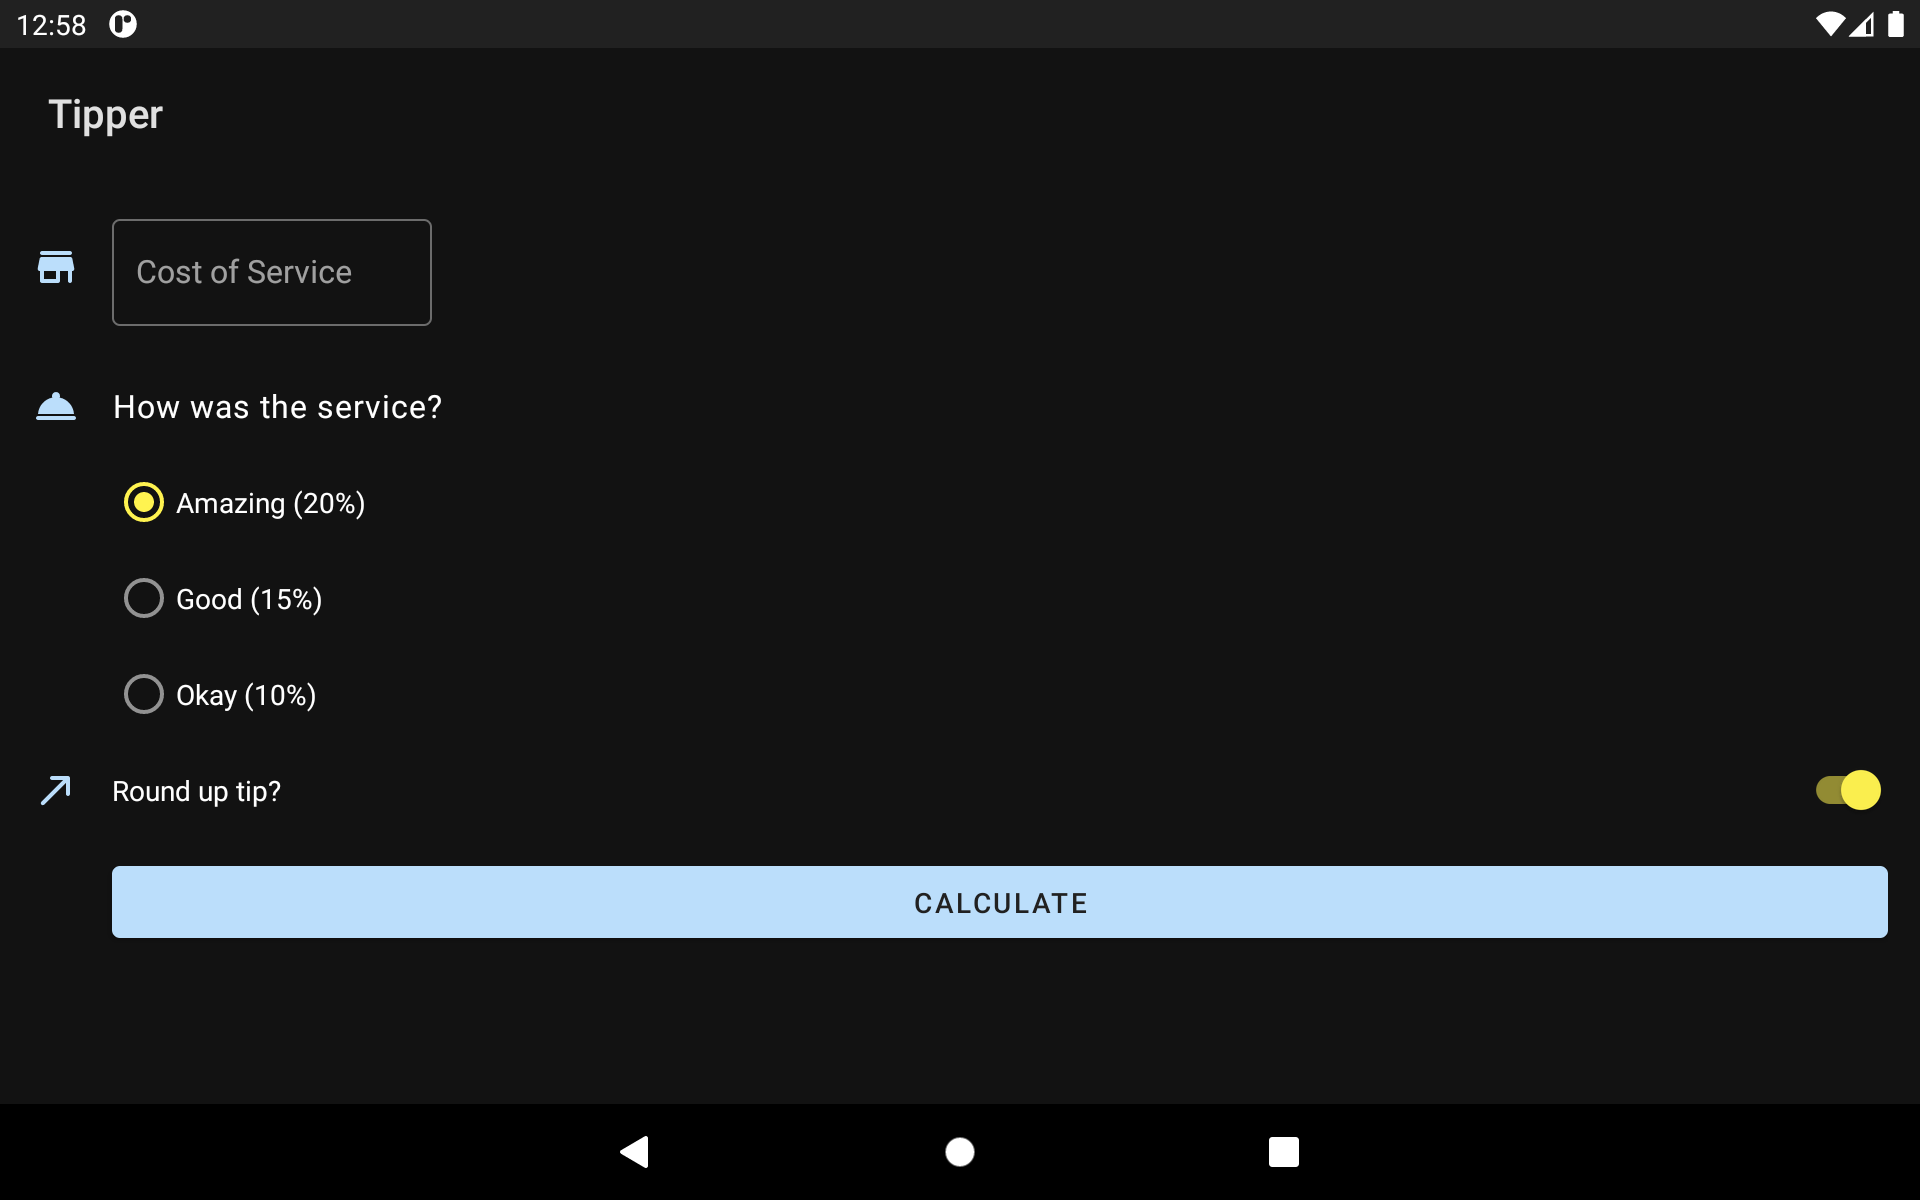 12:58
Tipper
Cost of Service
How was the service?
Amazing (20%)
Good (15%)
Okay (10%)
Round up tip?
CALCULATE